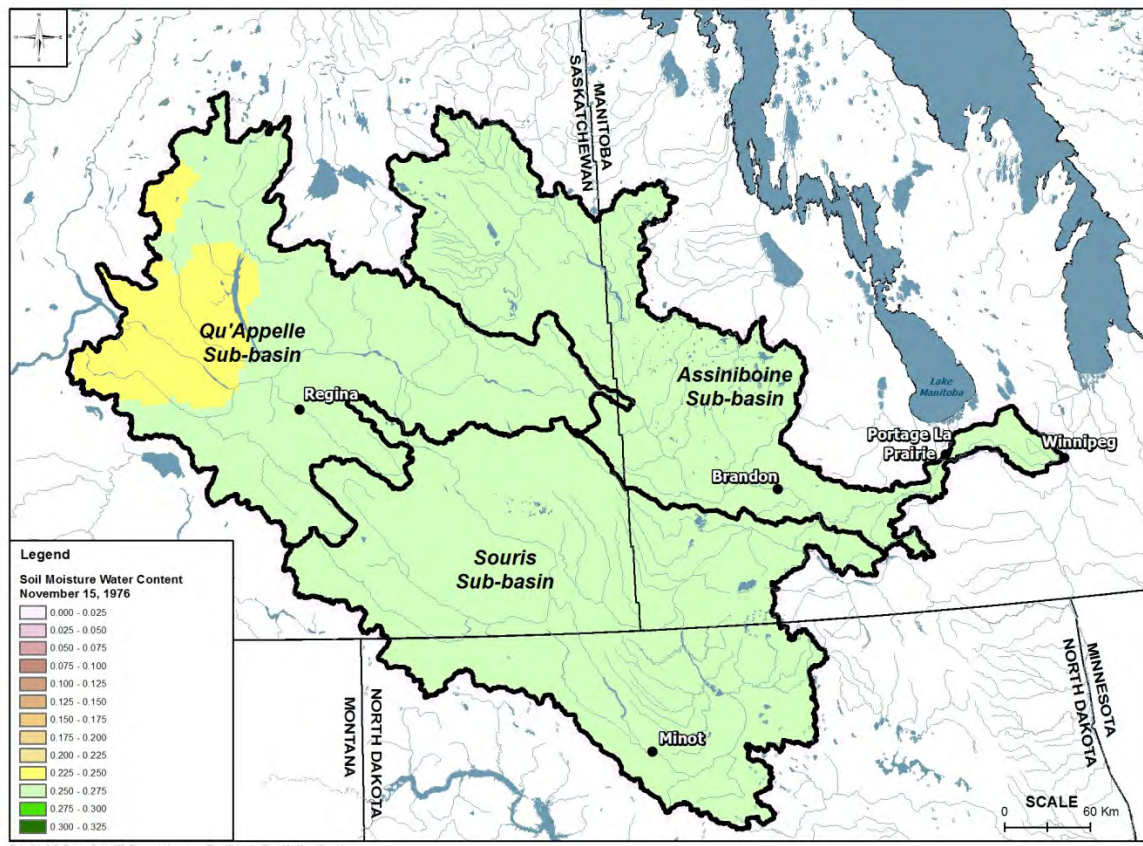 N
SASKATCHEWAN
MANITOBA
Qu'Appelle
Sub-basin
Regina
Assiniboine
Sub-basin
Lake
Manitoba
Portage La
Prairie
Winnipeg
Brandon
Souris
Sub-basin
Minot
MONTANA
NORTH DAKOTA
MINNESOTA
NORTH DAKOTA
Legend
Soil Moisture Water Content
November 15, 1976
0.000 - 0.025
0.025 - 0.050
0.050 - 0.075
0.075 - 0.100
0.100 - 0.125
0.125 - 0.150
0.150 - 0.175
0.175 - 0.200
0.200 - 0.225
0.225 - 0.250
0.250 - 0.275
0.275 - 0.300
0.300 - 0.325
SCALE
0 60 Km